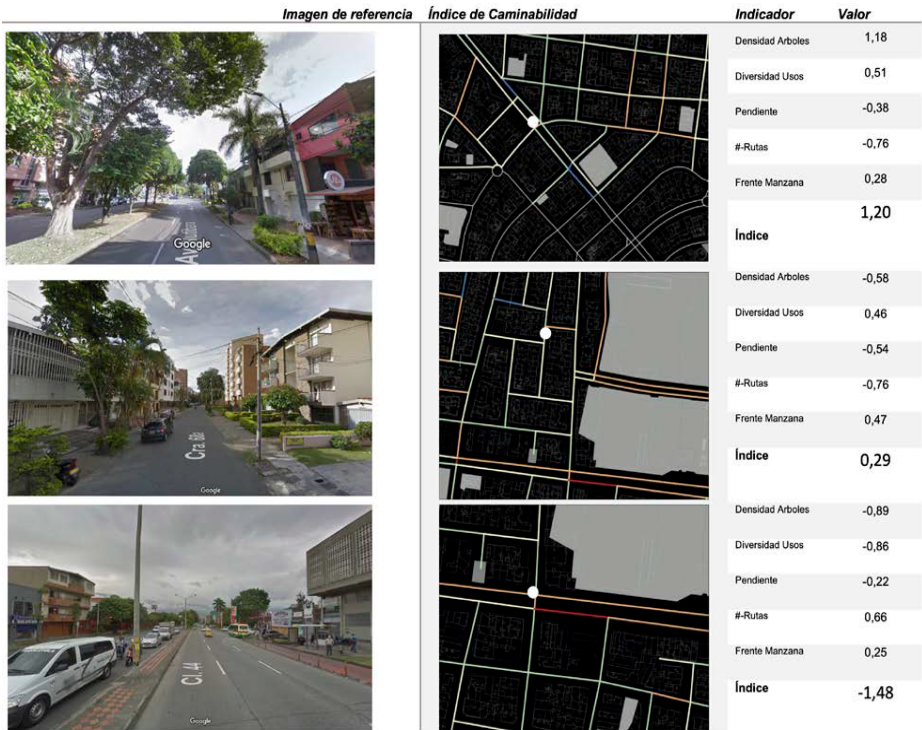 Imagen de referencia Índice de Caminabilidad Indicador Valor
Densidad Arboles 1,18
Diversidad Usos 0,51
Pendiente -0,38
#-Rutas -0,76
Frente Manzana 0,28
1,20
Índice
Google
Densidad Arboles -0,58
Diversidad Usos 0,46
Pendiente -0,54
#-Rutas -0,76
Frente Manzana 0,47
Índice 0,29
Cra.
Google
Densidad Arboles -0,89
Diversidad Usos -0,86
Pendiente -0,22
#-Rutas 0,66
Frente Manzana 0,25
Índice -1,48
Cl. 44
Google